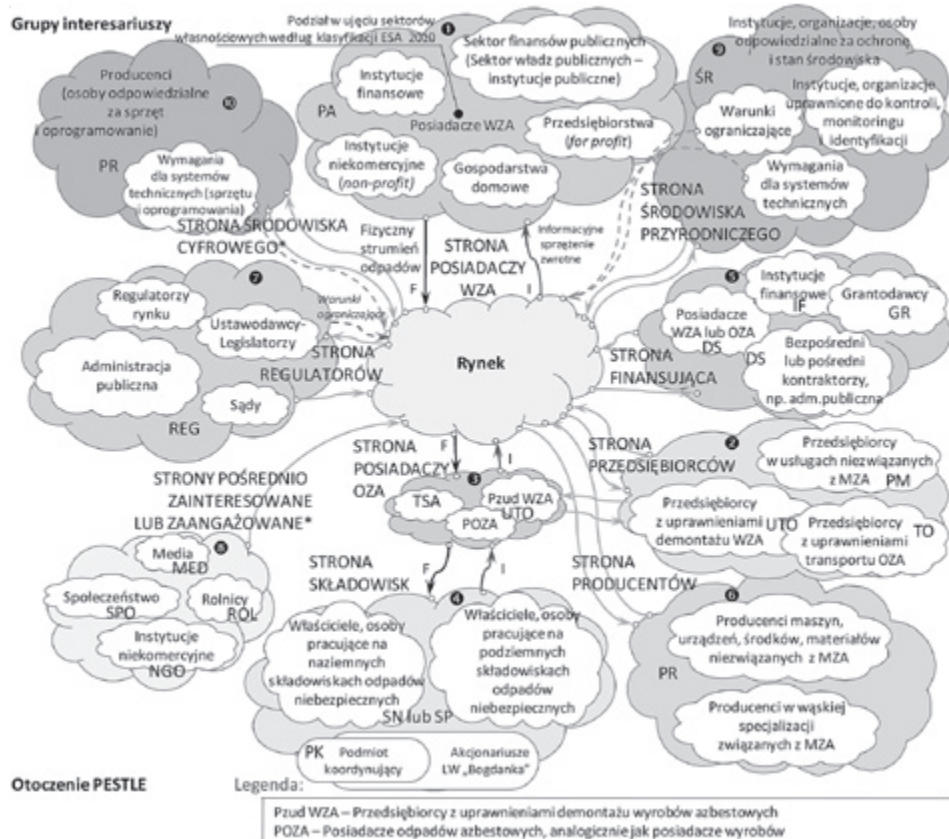 Grupy interesariuszy
Podział w ujęciu sektorów
własnościowych według klasyfikacji ESA 2010
❶
Sektor finansów publicznych
(Sektor władz publicznych –
instytucje publiczne)
Instytucje
finansowe
PA
Posiadacze WZA
Przedsiębiorstwa
(for profit)
Instytucje
niekomercyjne
(non-profit)
Gospodarstwa
domowe
Instytucje, organizacje, osoby
odpowiedzialne za ochronę
i stan środowiska
❾
ŚR
Instytucje, organizacje
uprawnione do kontroli,
monitoringu
i identyfikacji
Warunki
ograniczające
Wymagania
dla systemów
technicznych
STRONA
ŚRODOWISKA
PRZYRODNICZEGO
Producenci
(osoby odpowiedzialne
za sprzęt
i oprogramowanie)
❿
PR
Wymagania
dla systemów
technicznych (sprzętu
i oprogramowania)
STRONA ŚRODOWISKA
CYFROWEGO*
Fizyczny
strumień
odpadów
F
STRONA
POSIADACZY
WZA
Informacyjne
sprzężenie
zwrotne
I
❼
Regulatorzy
rynku
Ustawodawcy-
Legislatorzy
Warunki
ograniczające
Administracja
publiczna
Sądy
REG
STRONA
REGULATORÓW
Rynek
❺
Instytucje
finansowe
IF
Grantodawcy
GR
Posiadacze
WZA lub OZA
DS
DS
Bezpośredni
lub pośredni
kontraktorzy,
np. adm.publiczna
STRONA
FINANSUJĄCA
❷
STRONA
PRZEDSIĘBIORCÓW
Przedsiębiorcy
w usługach niezwiązanych
z MZA
PM
Przedsiębiorcy
z uprawnieniami
demontażu WZA
UTO
Przedsiębiorcy
z uprawnieniami
transportu OZA
TO
STRONA
POSIADACZY
OZA
F
I
❸
TSA
Pzud WZA
UTO
POZA
STRONY POŚREDNIO
ZAINTERESOWANE
LUB ZAANGAŻOWANE*
❽
Media
MED
Społeczeństwo
SPO
Rolnicy
ROL
Instytucje
niekomercyjne
NGO
STRONA
SKŁADOWISK
F
I
❹
Właściciele, osoby
pracujące na
naziemnych
składowiskach odpadów
niebezpiecznych
Właściciele, osoby
pracujące na
podziemnych
składowiskach
odpadów
niebezpiecznych
SN lub SP
PK
Podmiot
koordynujący
Akcjonariusze
LW „Bogdanka”
STRONA
PRODUCENTÓW
❻
PR
Producenci maszyn,
urządzeń, środków, materiałów
niezwiązanych z MZA
Producenci w wąskiej
specjalizacji
związanych z MZA
Otoczenie PESTLE
Legenda:
Pzud WZA – Przedsiębiorcy z uprawnieniami demontażu wyrobów azbestowych
POZA – Posiadacze odpadów azbestowych, analogicznie jak posiadacze wyrobów